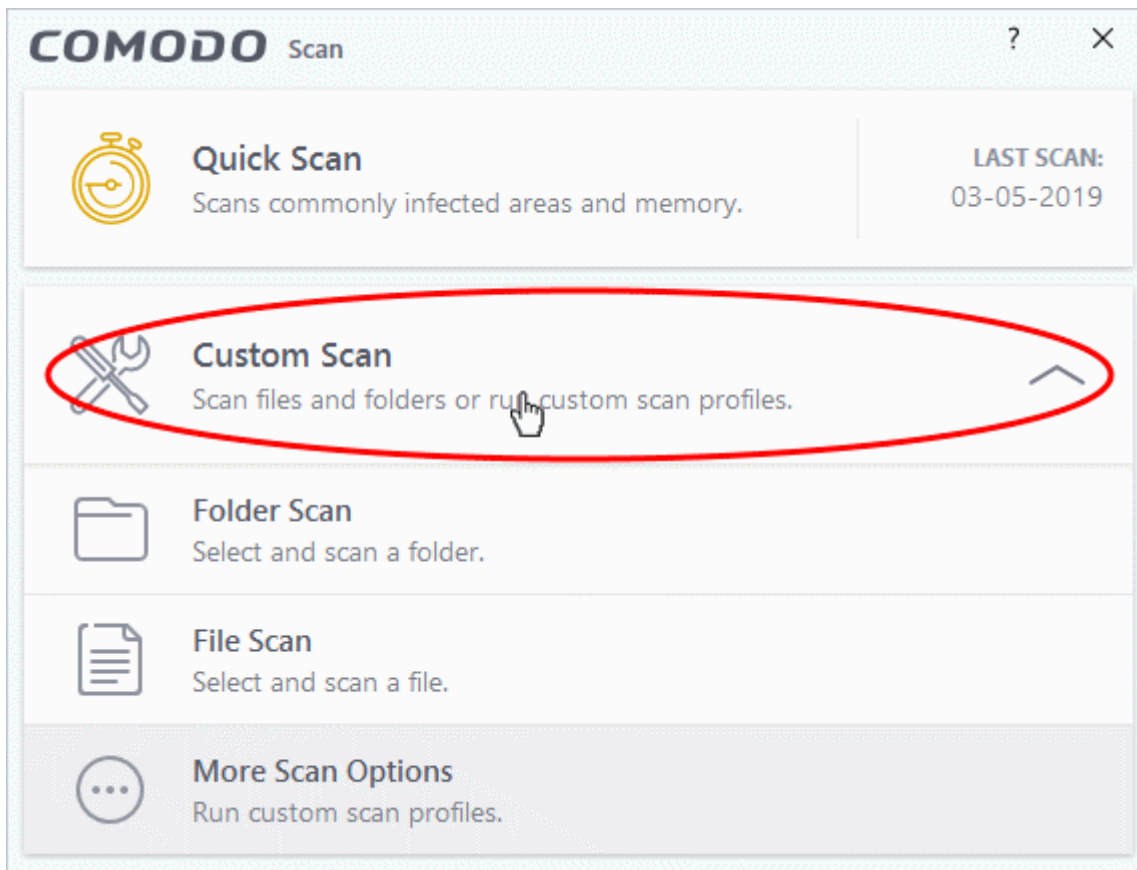 COMODO Scan ? X
Quick Scan
Scans commonly infected areas and memory.
LAST SCAN:
03-05-2019
Custom Scan
Scan files and folders or run custom scan profiles.
Folder Scan
Select and scan a folder.
File Scan
Select and scan a file.
More Scan Options
Run custom scan profiles.